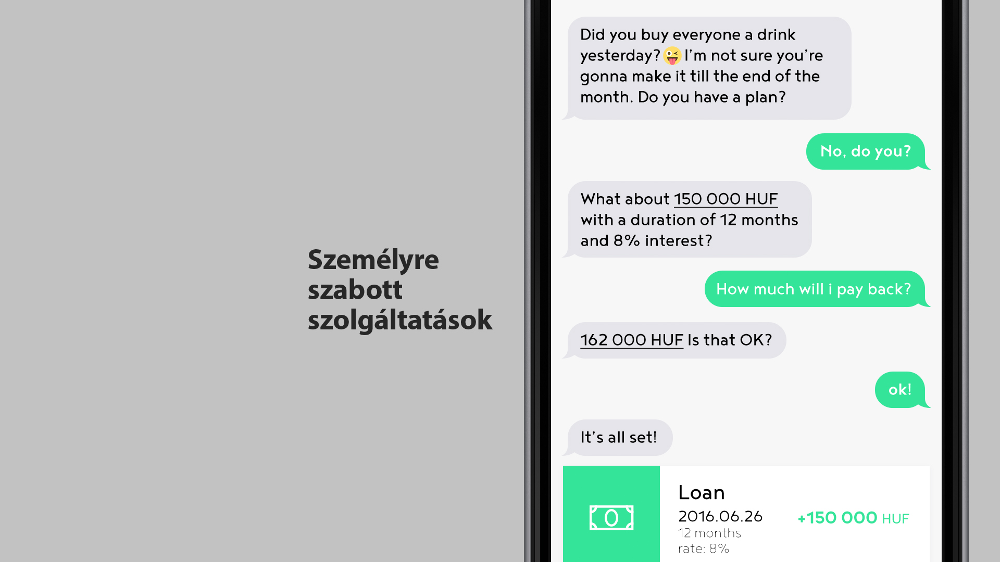 Személyre
szabott
szolgáltatások
Did you buy everyone a drink
yesterday? 😜 I'm not sure you're
gonna make it till the end of the
month. Do you have a plan?
No, do you?
What about 150 000 HUF
with a duration of 12 months
and 8% interest?
How much will i pay back?
162 000 HUF Is that OK?
ok!
It's all set!
Loan
2016.06.26
+150 000 HUF
12 months
rate: 8%